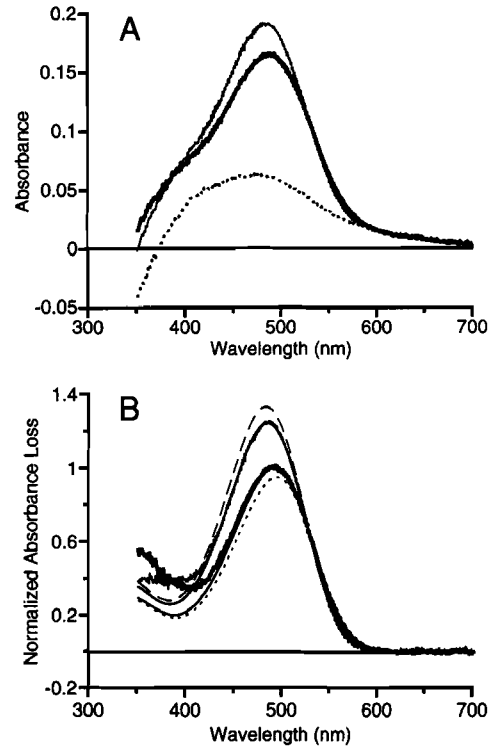 A
0.2
0.15
0.1
0.05
0
-0.05
Absorbance
300 400 500 600 700
Wavelength (nm)
B
1.4
1
0.6
0.2
-0.2
Normalized Absorbance Loss
300 400 500 600 700
Wavelength (nm)